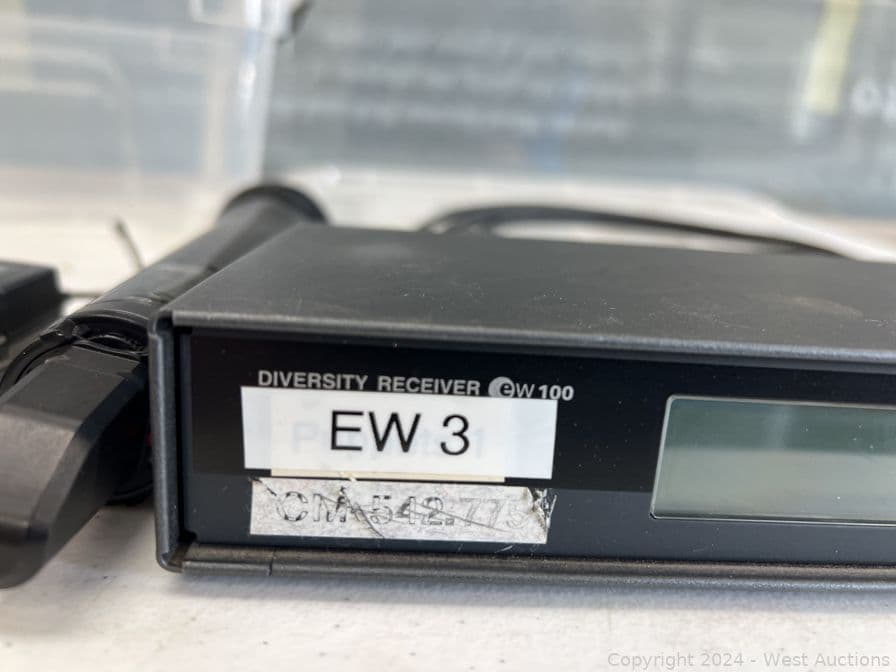 DIVERSITY RECEIVER ew 100
EW 3
CM 542.775
Copyright 2024 - West Auctions